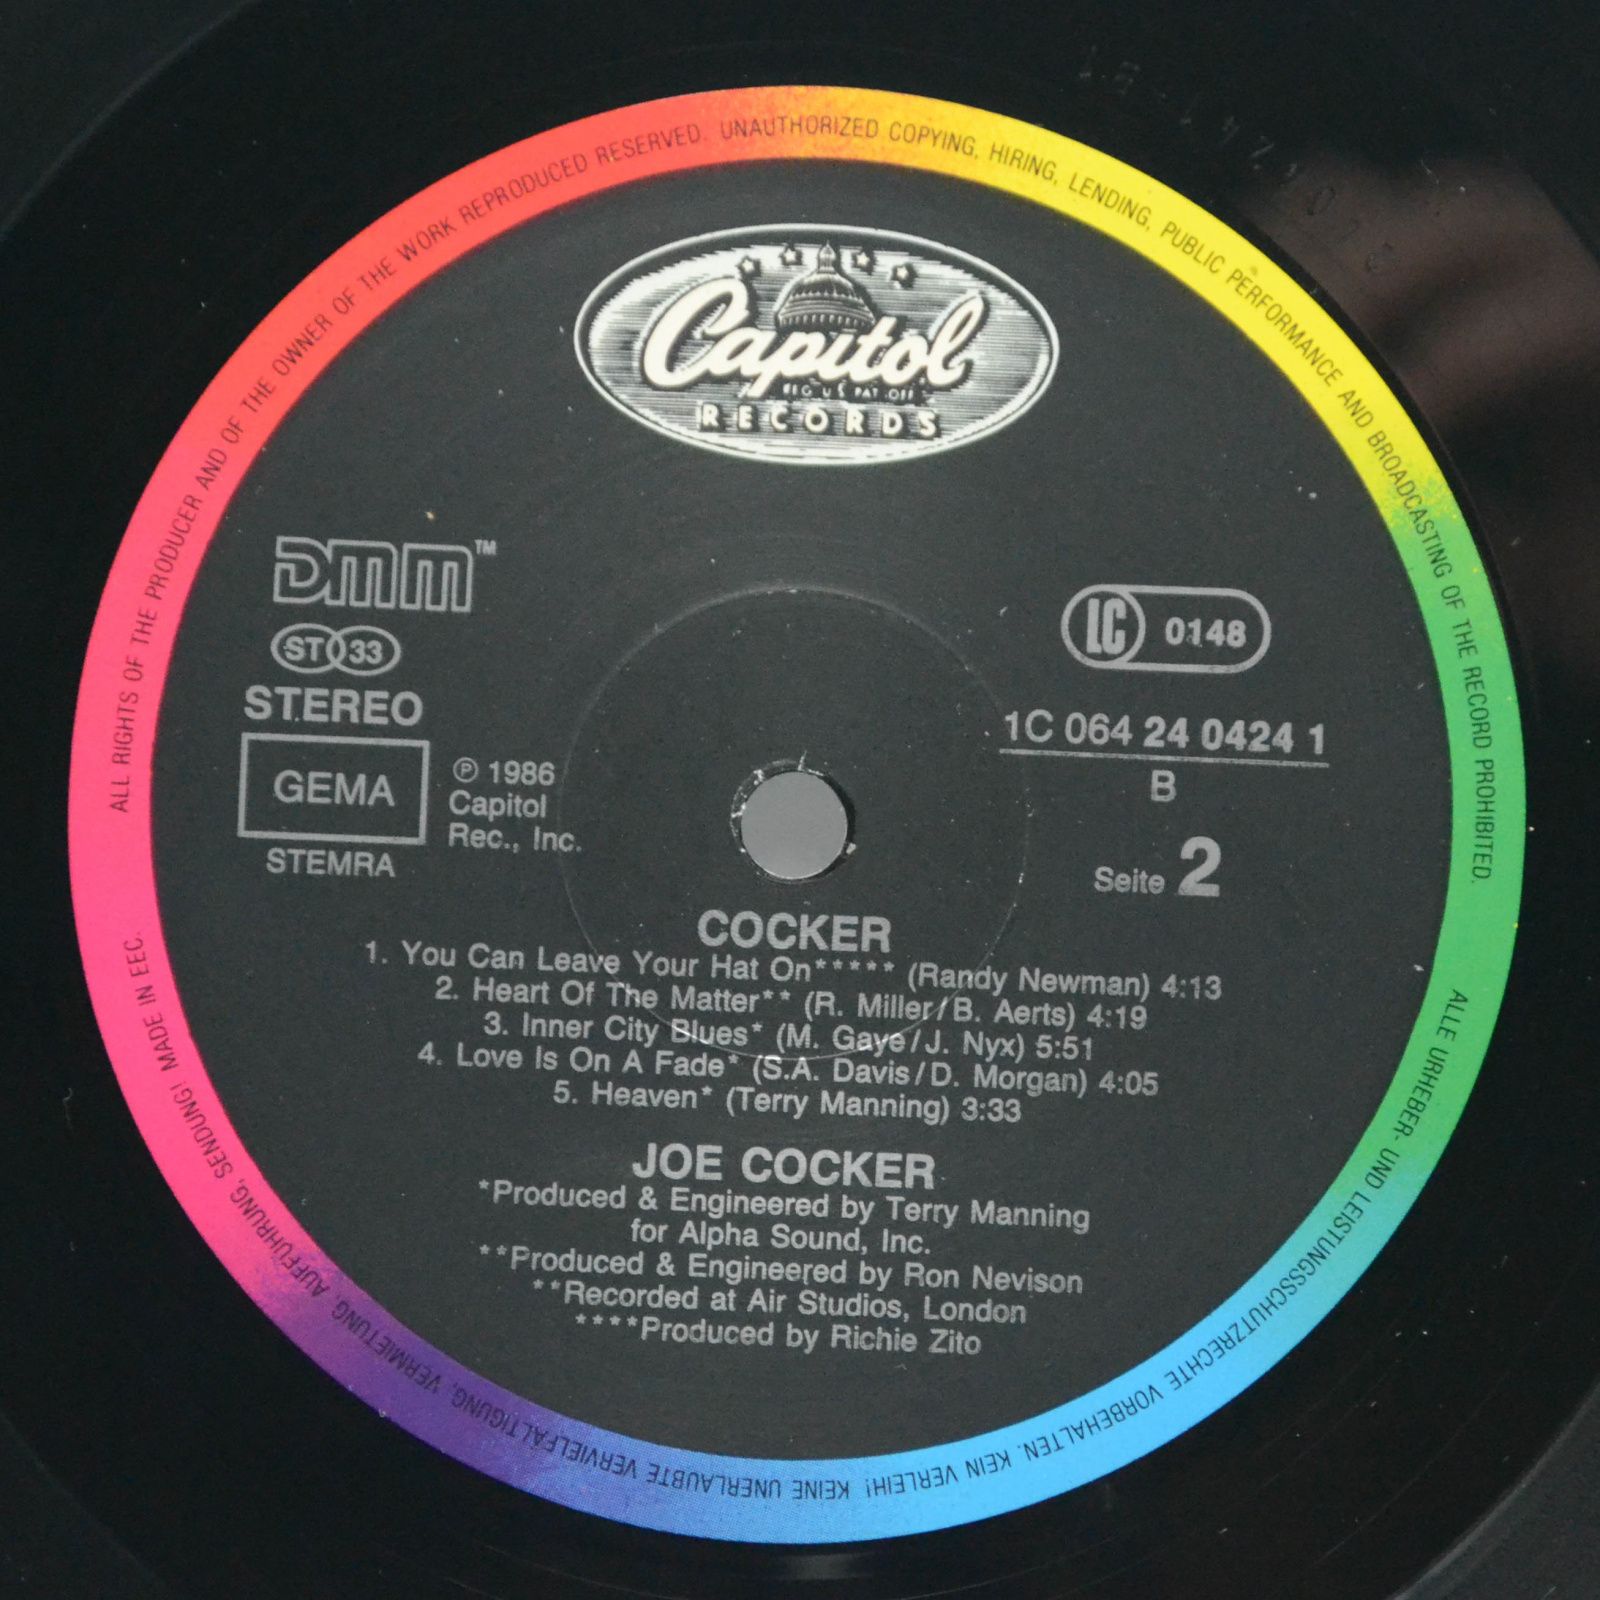 ALL RIGHTS OF THE PRODUCER AND OF THE OWNER OF THE WORK REPRODUCED RESERVED. UNAUTHORIZED COPYING, HIRING, LENDING, PUBLIC PERFORMANCE AND BROADCASTING OF THE RECORD PROHIBITED.
Capitol
REG. U.S. PAT. OFF.
RECORDS
DMM™
ST 33
STEREO
GEMA
STEMRA
℗ 1986
Capitol
Rec., Inc.
LC 0148
1C 064 24 0424 1
B
Seite 2
COCKER
1. You Can Leave Your Hat On***** (Randy Newman) 4:13
2. Heart Of The Matter** (R. Miller/B. Aerts) 4:19
3. Inner City Blues* (M. Gaye/J. Nyx) 5:51
4. Love Is On A Fade* (S.A. Davis/D. Morgan) 4:05
5. Heaven* (Terry Manning) 3:33
JOE COCKER
*Produced & Engineered by Terry Manning
for Alpha Sound, Inc.
**Produced & Engineered by Ron Nevison
**Recorded at Air Studios, London
****Produced by Richie Zito
ALLE URHEBER- UND LEISTUNGSSCHUTZRECHTE VORBEHALTEN. KEIN VERLEIH! KEINE UNERLAUBTE VERVIELFÄLTIGUNG, VERMIETUNG, AUFFÜHRUNG, SENDUNG! MADE IN EEC.